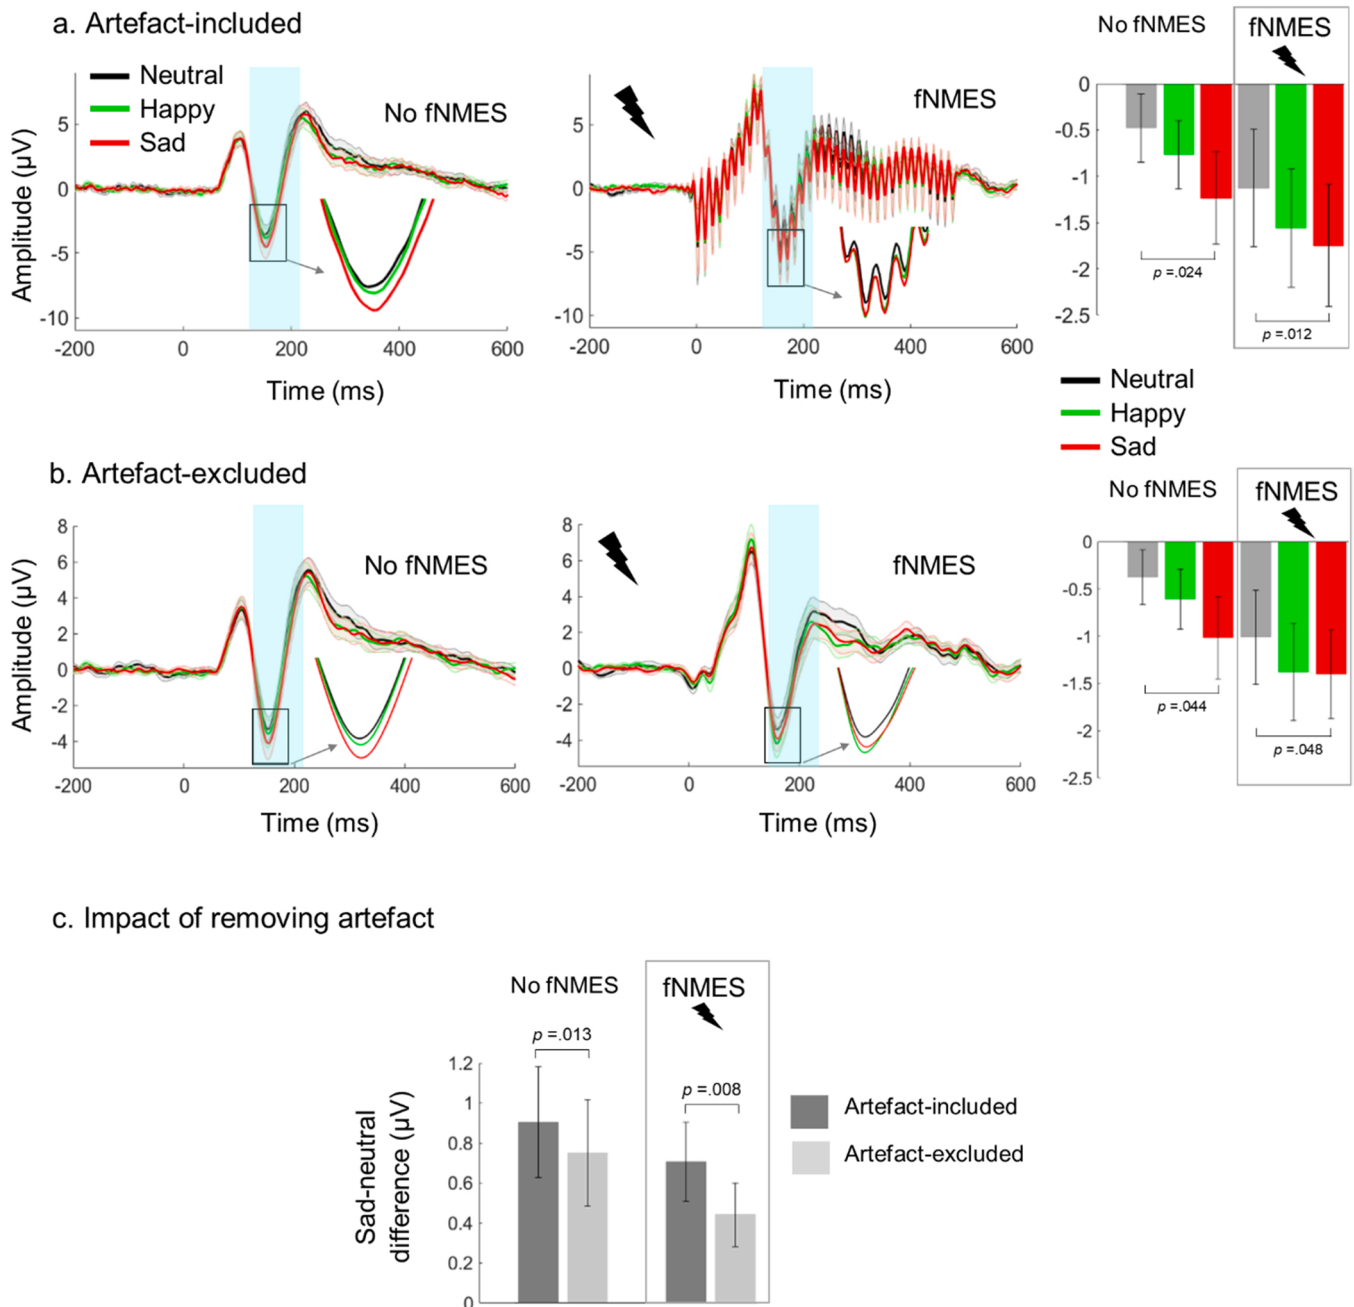 a. Artefact-included
Neutral
Happy
Sad
No fNMES
Amplitude (µV)
5
0
-5
-10
-200
0
200
400
600
Time (ms)
fNMES
5
0
-5
-10
-200
0
200
400
600
Time (ms)
No fNMES
fNMES
0
-0.5
-1
-1.5
-2
-2.5
p =.024
p =.012
Neutral
Happy
Sad
b. Artefact-excluded
No fNMES
Amplitude (µV)
8
6
4
2
0
-2
-4
-200
0
200
400
600
Time (ms)
fNMES
8
6
4
2
0
-2
-4
-200
0
200
400
600
Time (ms)
No fNMES
fNMES
0
-0.5
-1
-1.5
-2
-2.5
p =.044
p =.048
c. Impact of removing artefact
No fNMES
fNMES
p =.013
p =.008
Sad-neutral
difference (µV)
1.2
1
0.8
0.6
0.4
0.2
0
Artefact-included
Artefact-excluded